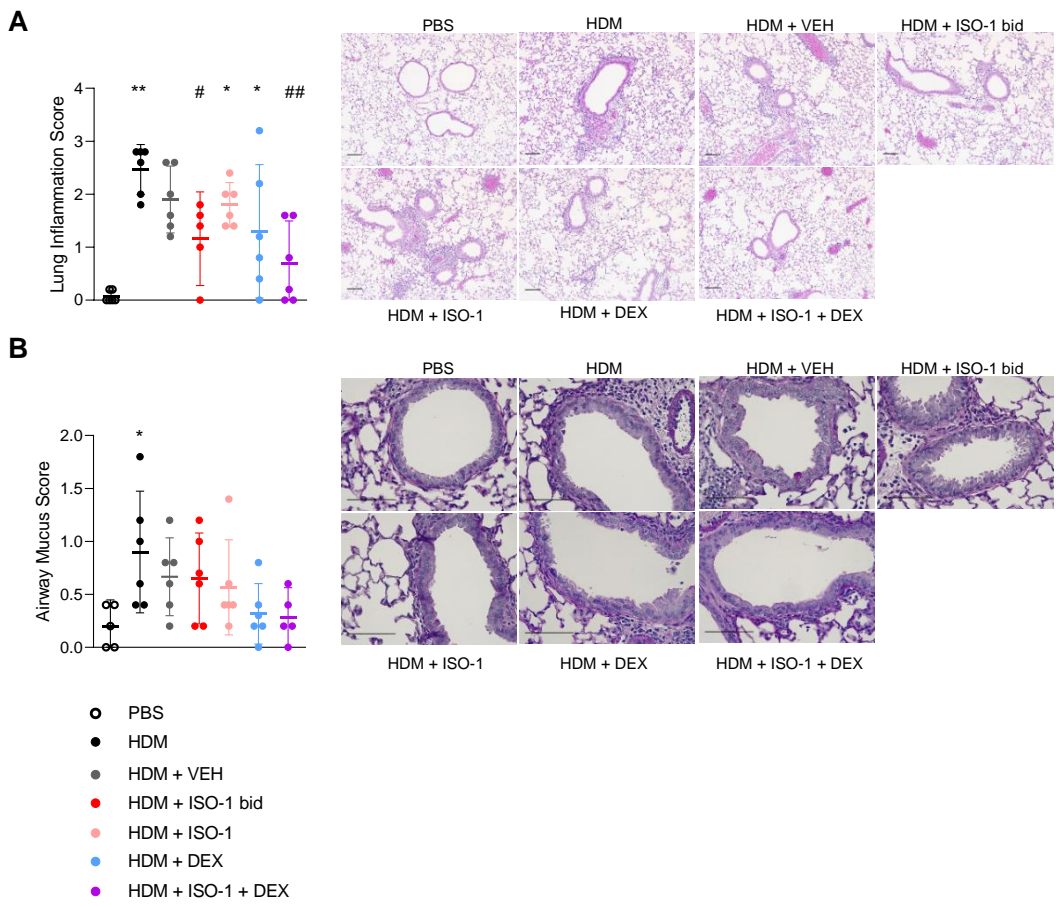 A
PBS
HDM
HDM + VEH
HDM + ISO-1 bid
Lung Inflammation Score
4
3
2
1
0
**
#
*
*
##
HDM + ISO-1
HDM + DEX
HDM + ISO-1 + DEX
B
PBS
HDM
HDM + VEH
HDM + ISO-1 bid
Airway Mucus Score
2.0
1.5
1.0
0.5
0.0
*
HDM + ISO-1
HDM + DEX
HDM + ISO-1 + DEX
PBS
HDM
HDM + VEH
HDM + ISO-1 bid
HDM + ISO-1
HDM + DEX
HDM + ISO-1 + DEX